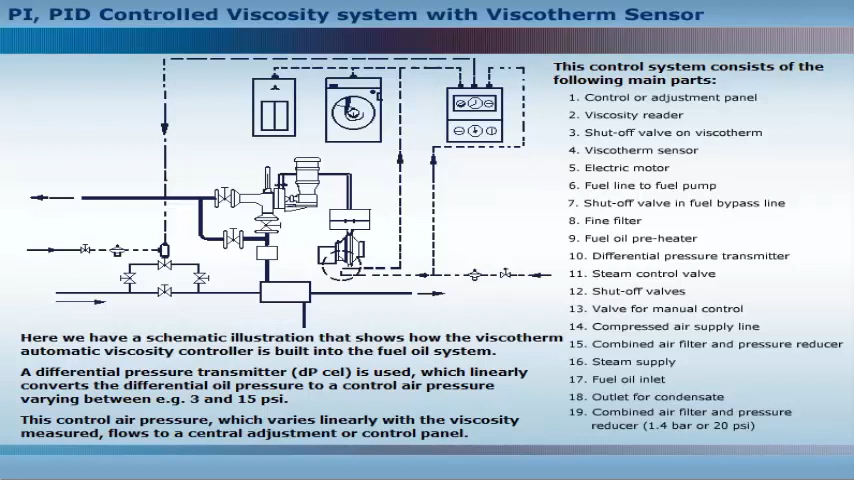 PI, PID Controlled Viscosity system with Viscotherm Sensor
This control system consists of the
following main parts:
1. Control or adjustment panel
2. Viscosity reader
3. Shut-off valve on viscotherm
4. Viscotherm sensor
5. Electric motor
6. Fuel line to fuel pump
7. Shut-off valve in fuel bypass line
8. Fine filter
9. Fuel oil pre-heater
10. Differential pressure transmitter
11. Steam control valve
12. Shut-off valves
13. Valve for manual control
14. Compressed air supply line
15. Combined air filter and pressure reducer
16. Steam supply
17. Fuel oil inlet
18. Outlet for condensate
19. Combined air filter and pressure
reducer (1.4 bar or 20 psi)
Here we have a schematic illustration that shows how the viscotherm
automatic viscosity controller is built into the fuel oil system.
A differential pressure transmitter (dP cel) is used, which linearly
converts the differential oil pressure to a control air pressure
varying between e.g. 3 and 15 psi.
This control air pressure, which varies linearly with the viscosity
measured, flows to a central adjustment or control panel.